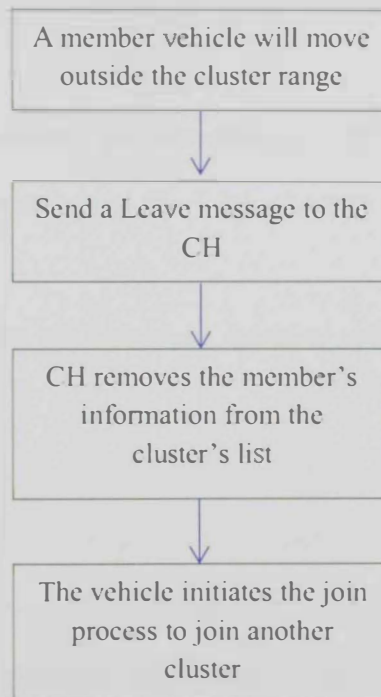 A member vehicle will move
outside the cluster range
Send a Leave message to the
CH
CH removes the member's
information from the
cluster's list
The vehicle initiates the join
process to join another
cluster